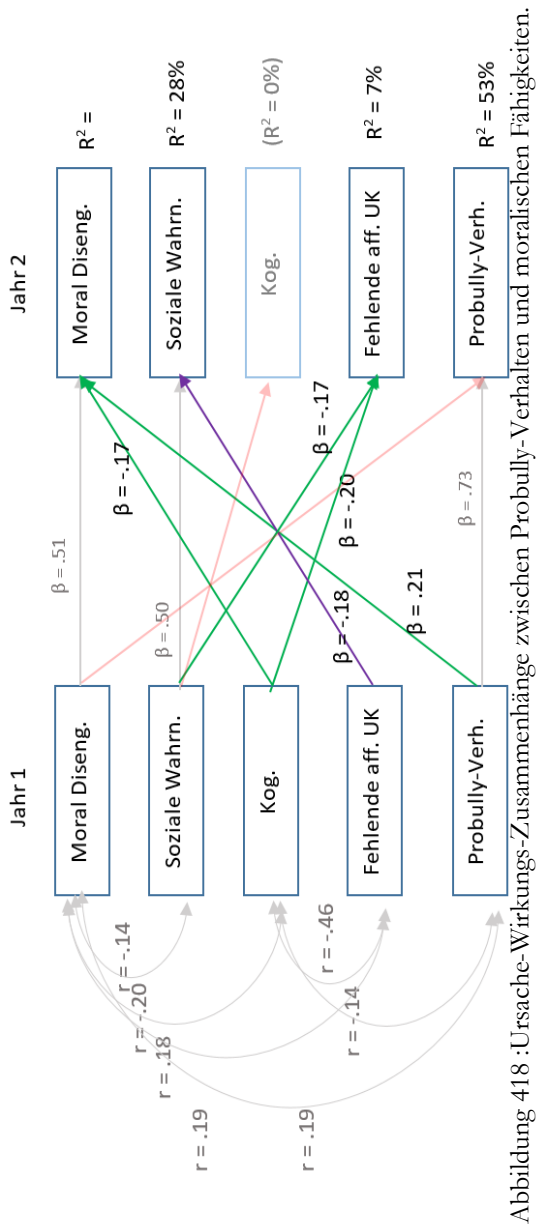 Jahr 1
Jahr 2
Moral Diseng.
Soziale Wahrn.
Kog.
Fehlende aff. UK
Probully-Verh.
Moral Diseng.
Soziale Wahrn.
Kog.
Fehlende aff. UK
Probully-Verh.
R² =
R² = 28%
(R² = 0%)
R² = 7%
R² = 53%
r = -.14
r = -.20
r = .18
r = .19
r = -.46
r = -.14
r = .19
β = .51
β = -.17
β = .50
β = -.17
β = -.20
β = -.18
β = .21
β = .73
Abbildung 418 :Ursache-Wirkungs-Zusammenhänge zwischen Probully-Verhalten und moralischen Fähigkeiten.